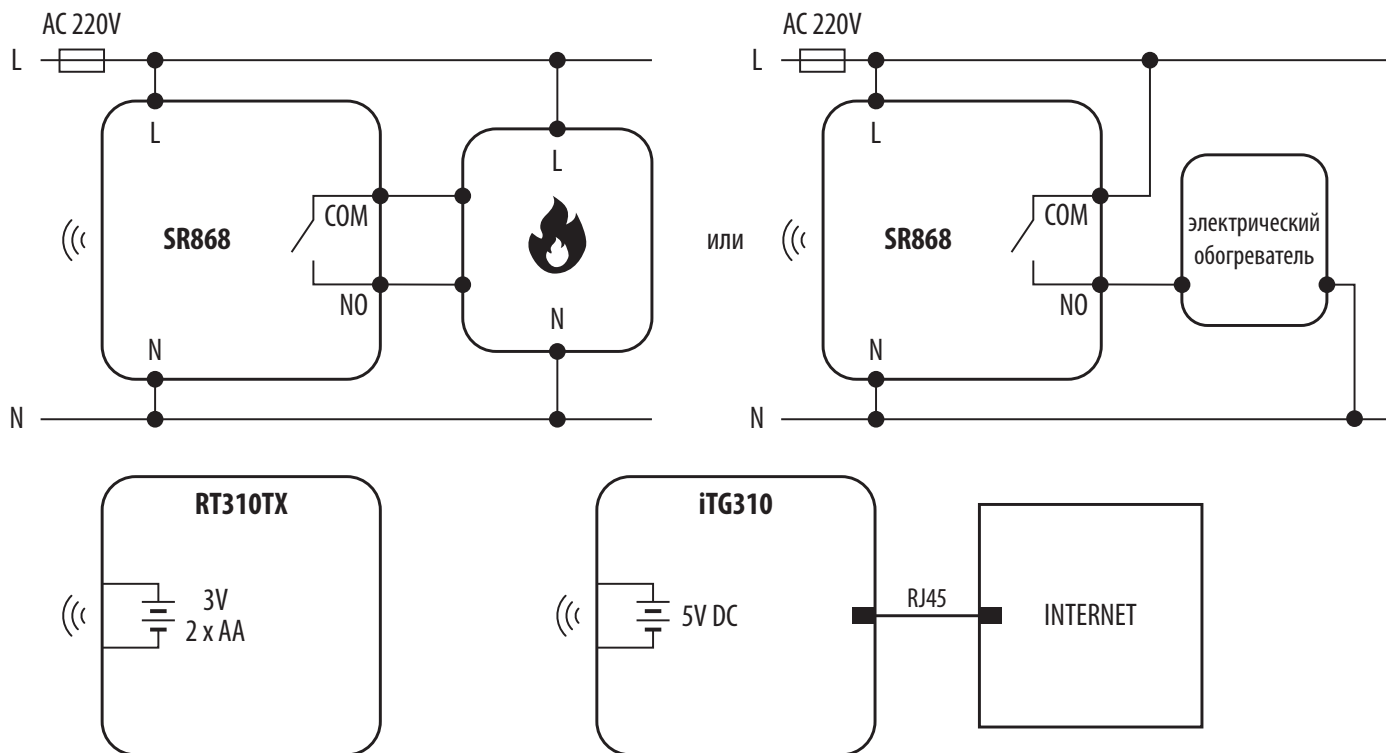 AC 220V
L
L
SR868
COM
NO
N
N
L
N
или
AC 220V
L
L
SR868
COM
NO
N
N
электрический
обогреватель
RT310TX
3V
2 x AA
iTG310
5V DC
RJ45
INTERNET